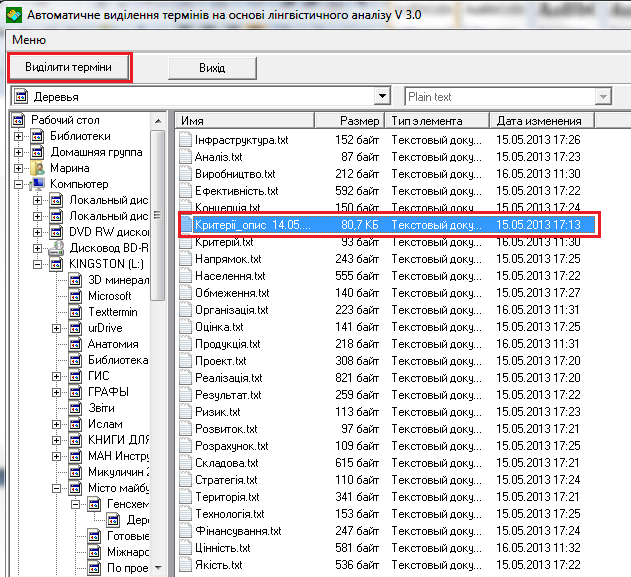 Автоматичне виділення термінів на основі лінгвістичного аналізу V 3.0
Меню
Виділити терміни
Вихід
Деревья
Plain text
Рабочий стол
Библиотеки
Домашняя группа
Марина
Компьютер
Локальный дис
Локальный дис
DVD RW дисков
Дисковод BD-R
KINGSTON (L:)
3D минерал
Microsoft
Texttermin
urDrive
Анатомия
Библиотека
ГИС
ГРАФЫ
Звіти
Ислам
КНИГИ ДЛЯ
МАН Инстру
Микуличин 2
Місто майбу
Генсхем
Дере
Готовые
Міжнаро
По прое
Имя Размер Тип элемента Дата изменения
Інфраструктура.txt 152 байт Текстовый доку... 15.05.2013 17:26
Аналіз.txt 87 байт Текстовый доку... 15.05.2013 17:23
Виробництво.txt 212 байт Текстовый доку... 16.05.2013 11:30
Ефективність.txt 592 байт Текстовый доку... 15.05.2013 17:22
Концепція.txt 150 байт Текстовый доку... 15.05.2013 17:24
Критерії_опис 14.05.... 80,7 КБ Текстовый доку... 15.05.2013 17:13
Критерій.txt 93 байт Текстовый доку... 16.05.2013 11:30
Напрямок.txt 243 байт Текстовый доку... 15.05.2013 17:25
Населення.txt 555 байт Текстовый доку... 15.05.2013 17:22
Обмеження.txt 140 байт Текстовый доку... 15.05.2013 17:27
Організація.txt 223 байт Текстовый доку... 16.05.2013 11:31
Оцінка.txt 141 байт Текстовый доку... 15.05.2013 17:25
Продукція.txt 218 байт Текстовый доку... 16.05.2013 11:31
Проект.txt 308 байт Текстовый доку... 15.05.2013 17:20
Реалізація.txt 821 байт Текстовый доку... 15.05.2013 17:20
Результат.txt 259 байт Текстовый доку... 15.05.2013 17:22
Ризик.txt 113 байт Текстовый доку... 15.05.2013 17:23
Розвиток.txt 97 байт Текстовый доку... 15.05.2013 17:21
Розрахунок.txt 109 байт Текстовый доку... 15.05.2013 17:25
Складова.txt 615 байт Текстовый доку... 15.05.2013 17:21
Стратегія.txt 110 байт Текстовый доку... 15.05.2013 17:24
Територія.txt 341 байт Текстовый доку... 15.05.2013 17:21
Технологія.txt 153 байт Текстовый доку... 15.05.2013 17:25
Фінансування.txt 247 байт Текстовый доку... 15.05.2013 17:24
Цінність.txt 581 байт Текстовый доку... 16.05.2013 11:32
Якість.txt 536 байт Текстовый доку... 15.05.2013 17:22